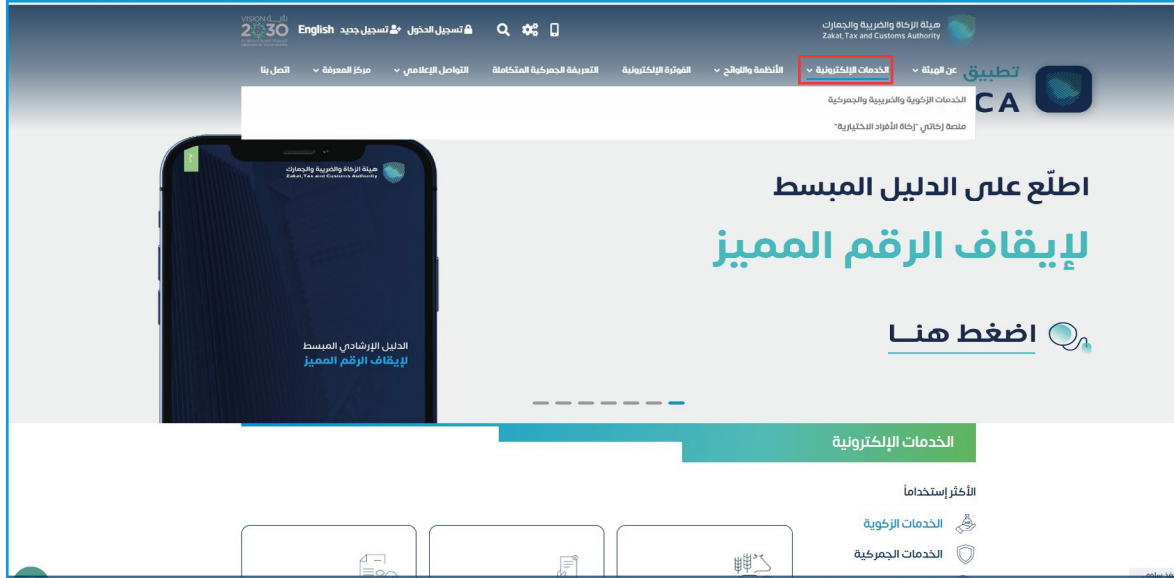 هيئة الزكاة والضريبة والجمارك
Zakat, Tax and Customs Authority
تسجيل الدخول
تسجيل جديد
English
VISION رؤية
2030
عن الهيئة
الخدمات الإلكترونية
الأنظمة واللوائح
الفوترة الإلكترونية
التعريفة الجمركية المتكاملة
التواصل الإعلامي
مركز المعرفة
اتصل بنا
تطبيق
CA
الخدمات الزكوية والضريبية والجمركية
منصة زكاتي "زكاة الأفراد الاختيارية"
اطلّع على الدليل المبسط
لإيقاف الرقم المميز
اضغط هنــا
هيئة الزكاة والضريبة والجمارك
Zakat, Tax and Customs Authority
الدليل الإرشادي المبسط
لإيقاف الرقم المميز
الخدمات الإلكترونية
الأكثر إستخداماً
الخدمات الزكوية
الخدمات الجمركية